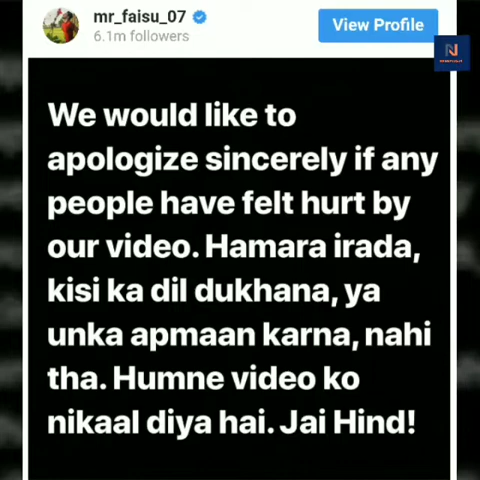 mr_faisu_07
6.1m followers
View Profile
N
We would like to
apologize sincerely if any
people have felt hurt by
our video. Hamara irada,
kisi ka dil dukhana, ya
unka apmaan karna, nahi
tha. Humne video ko
nikaal diya hai. Jai Hind!